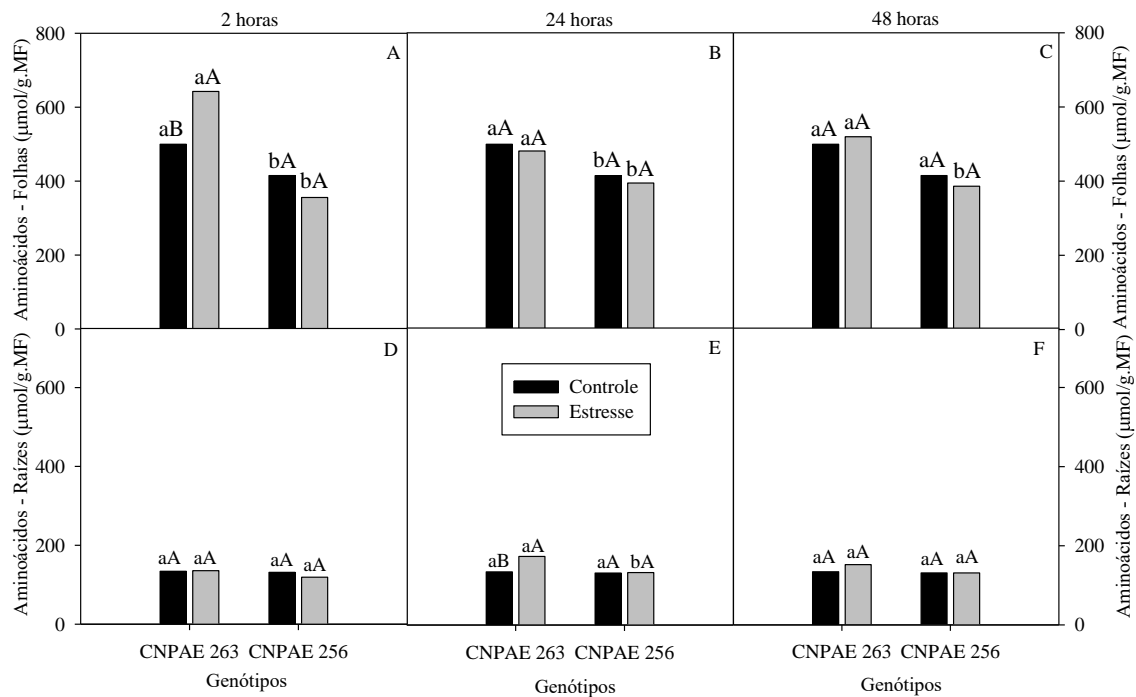 2 horas 24 horas 48 horas
Aminoácidos - Folhas (µmol/g.MF)
800
600
400
200
0
A
aB aA bA bA
B
aA aA bA bA
C
aA aA aA bA
800
600
400
200
0
Aminoácidos - Folhas (µmol/g.MF)
Aminoácidos - Raízes (µmol/g.MF)
600
400
200
0
D
aA aA aA aA
E
Controle
Estresse
aB aA aA bA
F
aA aA aA aA
600
400
200
0
Aminoácidos - Raízes (µmol/g.MF)
CNPAE 263 CNPAE 256 CNPAE 263 CNPAE 256 CNPAE 263 CNPAE 256
Genótipos Genótipos Genótipos